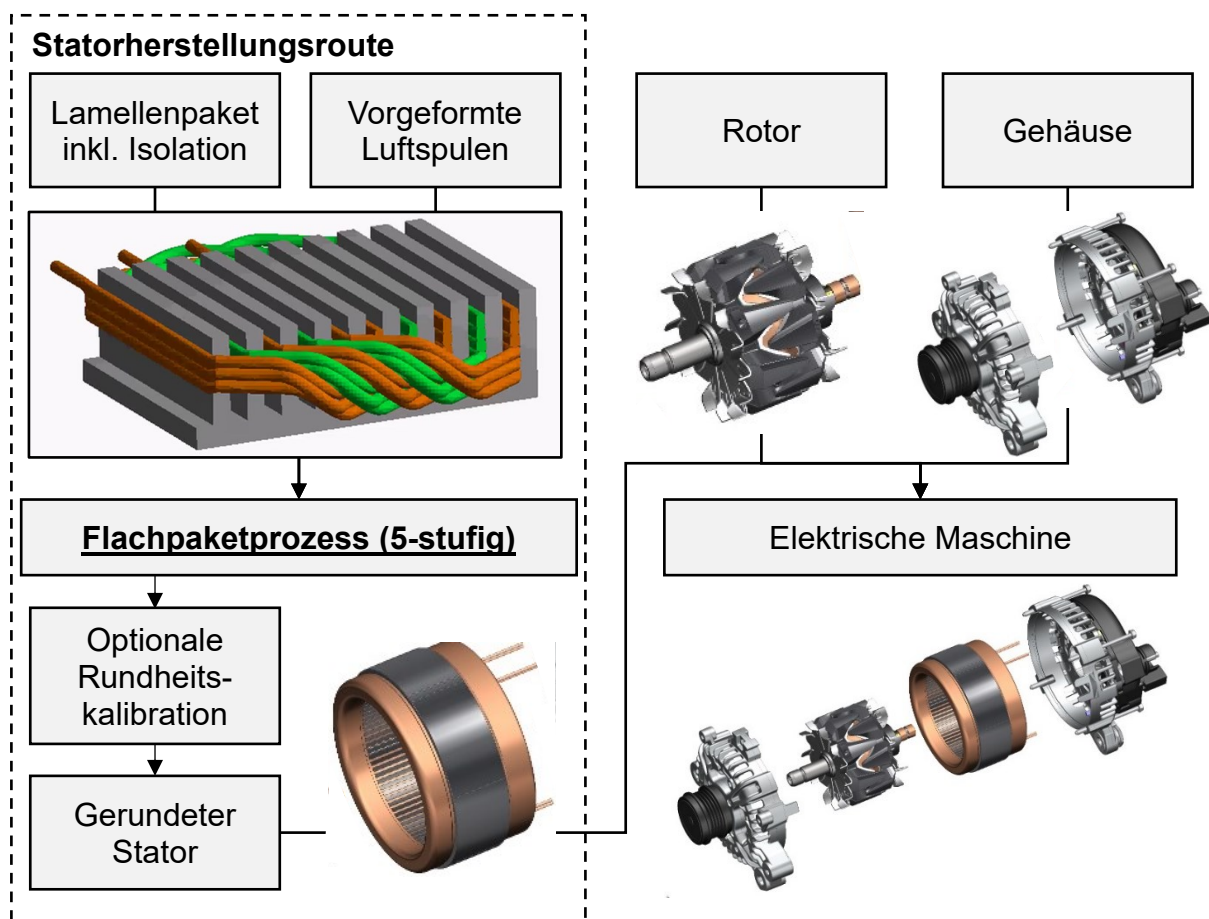 Statorherstellungsroute
Lamellenpaket
inkl. Isolation
Vorgeformte
Luftspulen
Rotor
Gehäuse
Flachpaketprozess (5-stufig)
Elektrische Maschine
Optionale
Rundheits-
kalibration
Gerundeter
Stator